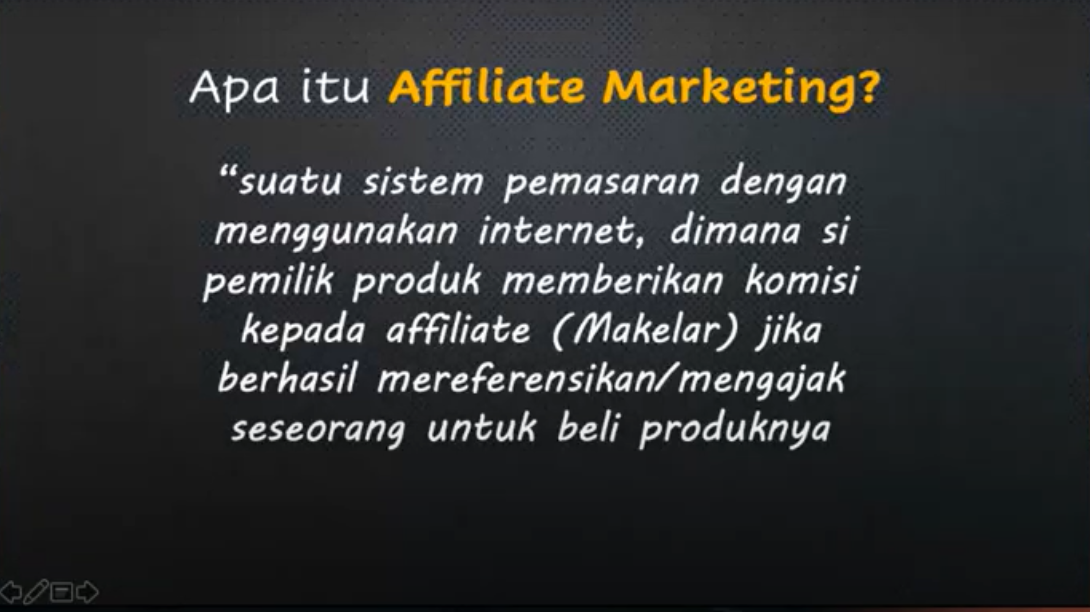 Apa itu Affiliate Marketing?
“suatu sistem pemasaran dengan
menggunakan internet, dimana si
pemilik produk memberikan komisi
kepada affiliate (Makelar) jika
berhasil mereferensikan/mengajak
seseorang untuk beli produknya